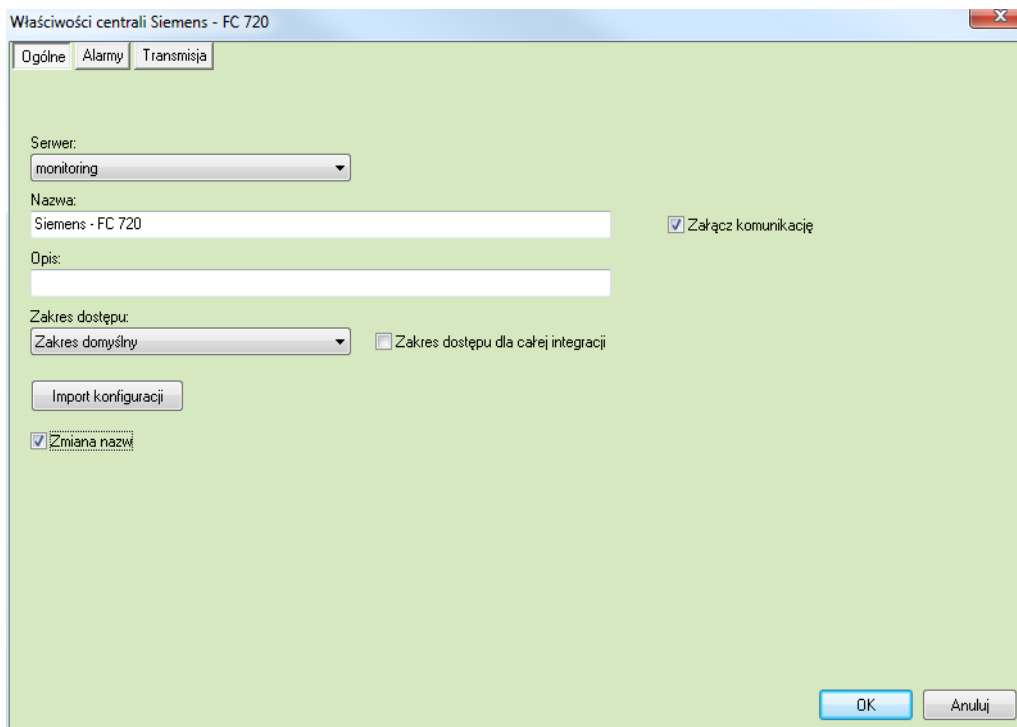 Właściwości centrali Siemens - FC 720
Ogólne Alarmy Transmisja
Serwer:
monitoring
Nazwa:
Siemens - FC 720
Załącz komunikację
Opis:
Zakres dostępu:
Zakres domyślny
Zakres dostępu dla całej integracji
Import konfiguracji
Zmiana nazw
OK Anuluj